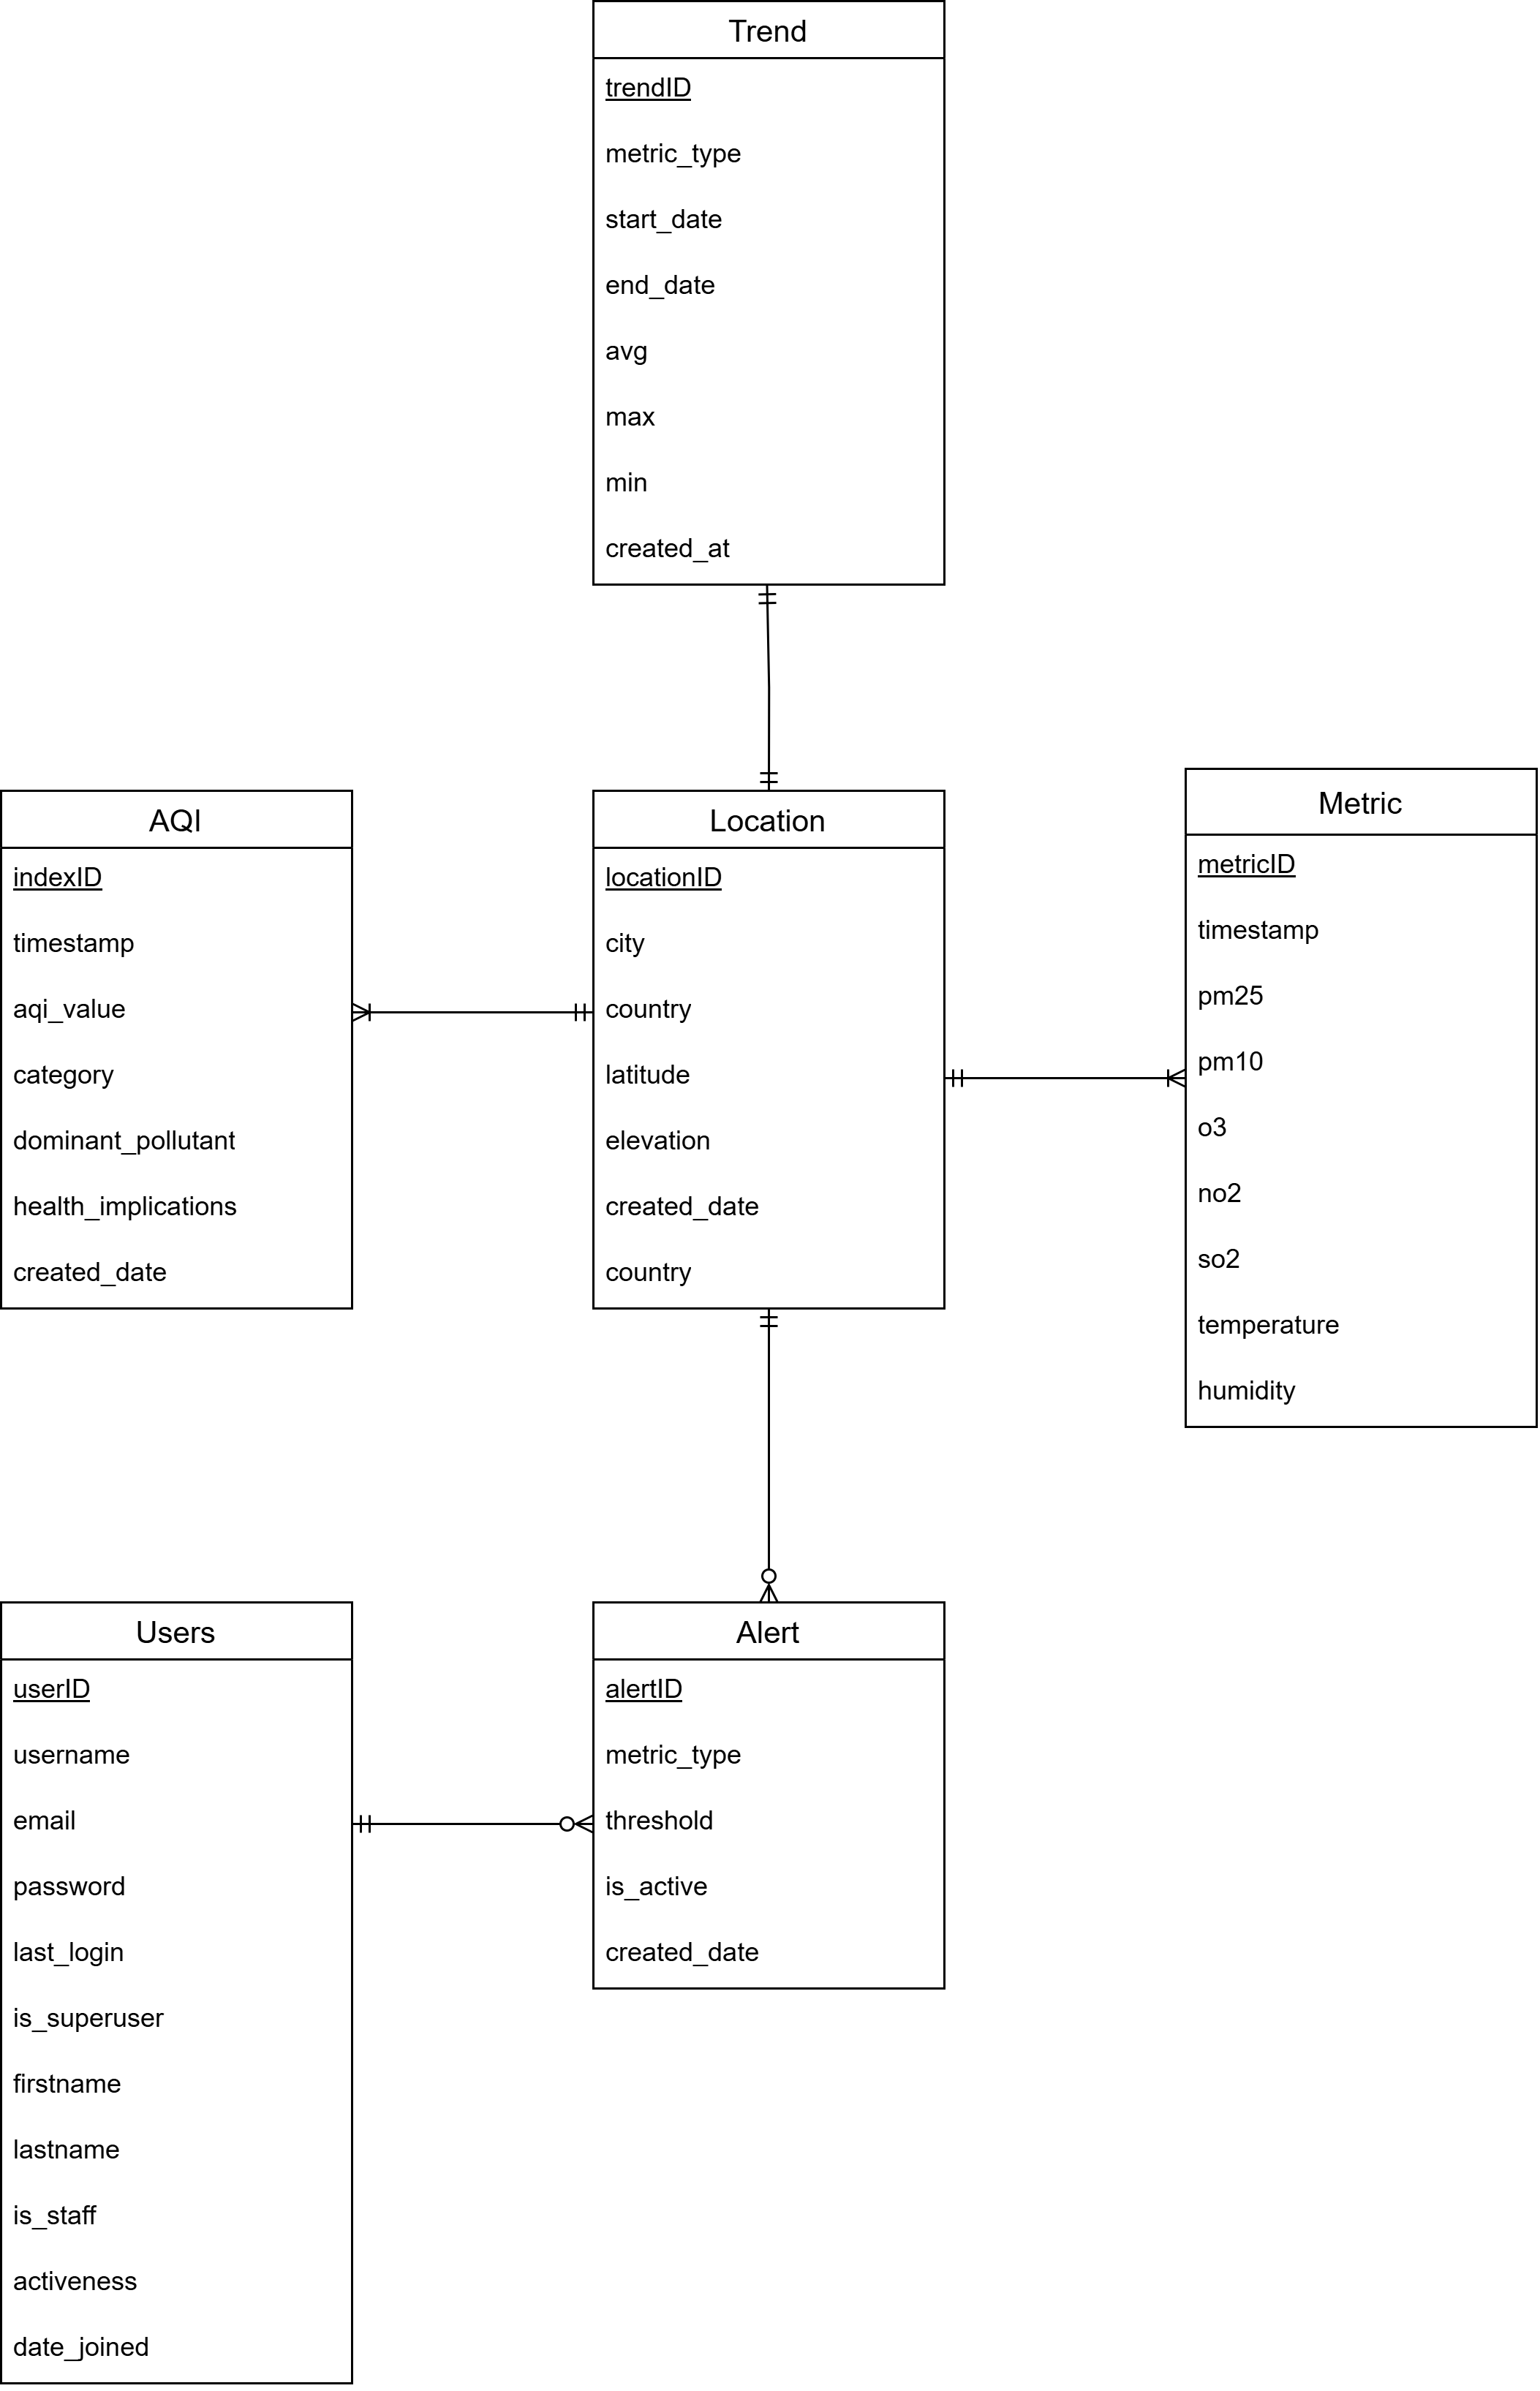 Trend
trendID
metric_type
start_date
end_date
avg
max
min
created_at
AQI
indexID
timestamp
aqi_value
category
dominant_pollutant
health_implications
created_date
Location
locationID
city
country
latitude
elevation
created_date
country
Metric
metricID
timestamp
pm25
pm10
o3
no2
so2
temperature
humidity
Users
userID
username
email
password
last_login
is_superuser
firstname
lastname
is_staff
activeness
date_joined
Alert
alertID
metric_type
threshold
is_active
created_date